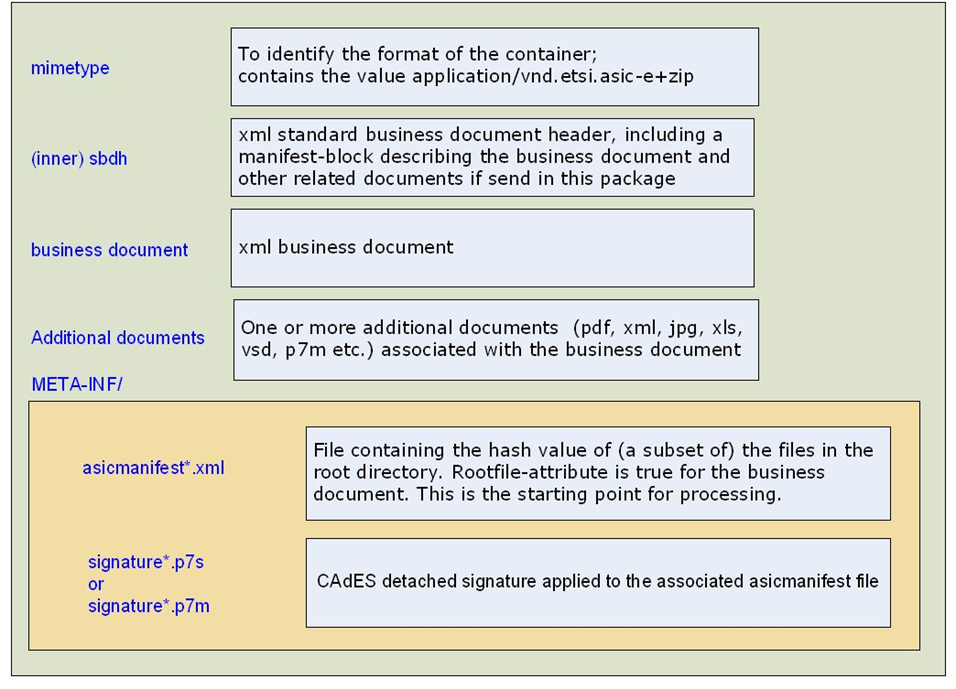 mimetype
To identify the format of the container;
contains the value application/vnd.etsi.asic-e+zip
(inner) sbdh
xml standard business document header, including a
manifest-block describing the business document and
other related documents if send in this package
business document
xml business document
Additional documents
One or more additional documents (pdf, xml, jpg, xls,
vsd, p7m etc.) associated with the business document
META-INF/
asicmanifest*.xml
File containing the hash value of (a subset of) the files in the
root directory. Rootfile-attribute is true for the business
document. This is the starting point for processing.
signature*.p7s
or
signature*.p7m
CAdES detached signature applied to the associated asicmanifest file